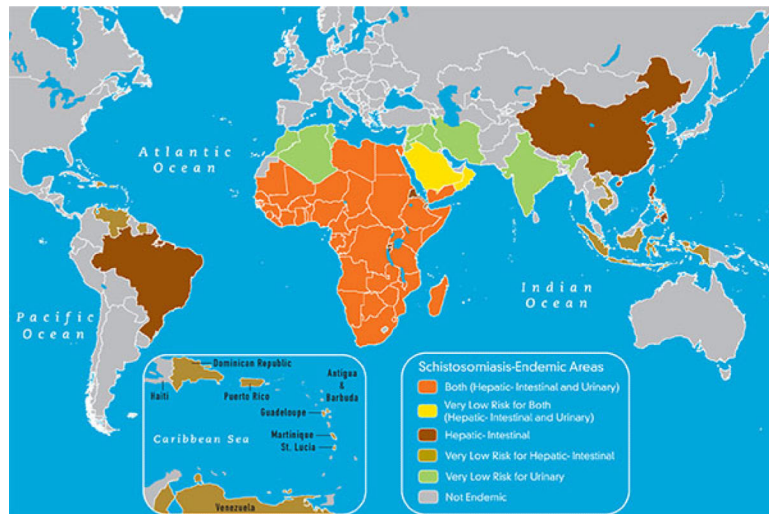 Atlantic
Ocean
Pacific
Ocean
Indian
Ocean
Dominican Republic
Haiti
Puerto Rico
Antigua
&
Barbuda
Guadeloupe
Caribbean Sea
Martinique
St. Lucia
Venezuela
Schistosomiasis-Endemic Areas
Both (Hepatic- Intestinal and Urinary)
Very Low Risk for Both
(Hepatic- Intestinal and Urinary)
Hepatic- Intestinal
Very Low Risk for Hepatic- Intestinal
Very Low Risk for Urinary
Not Endemic